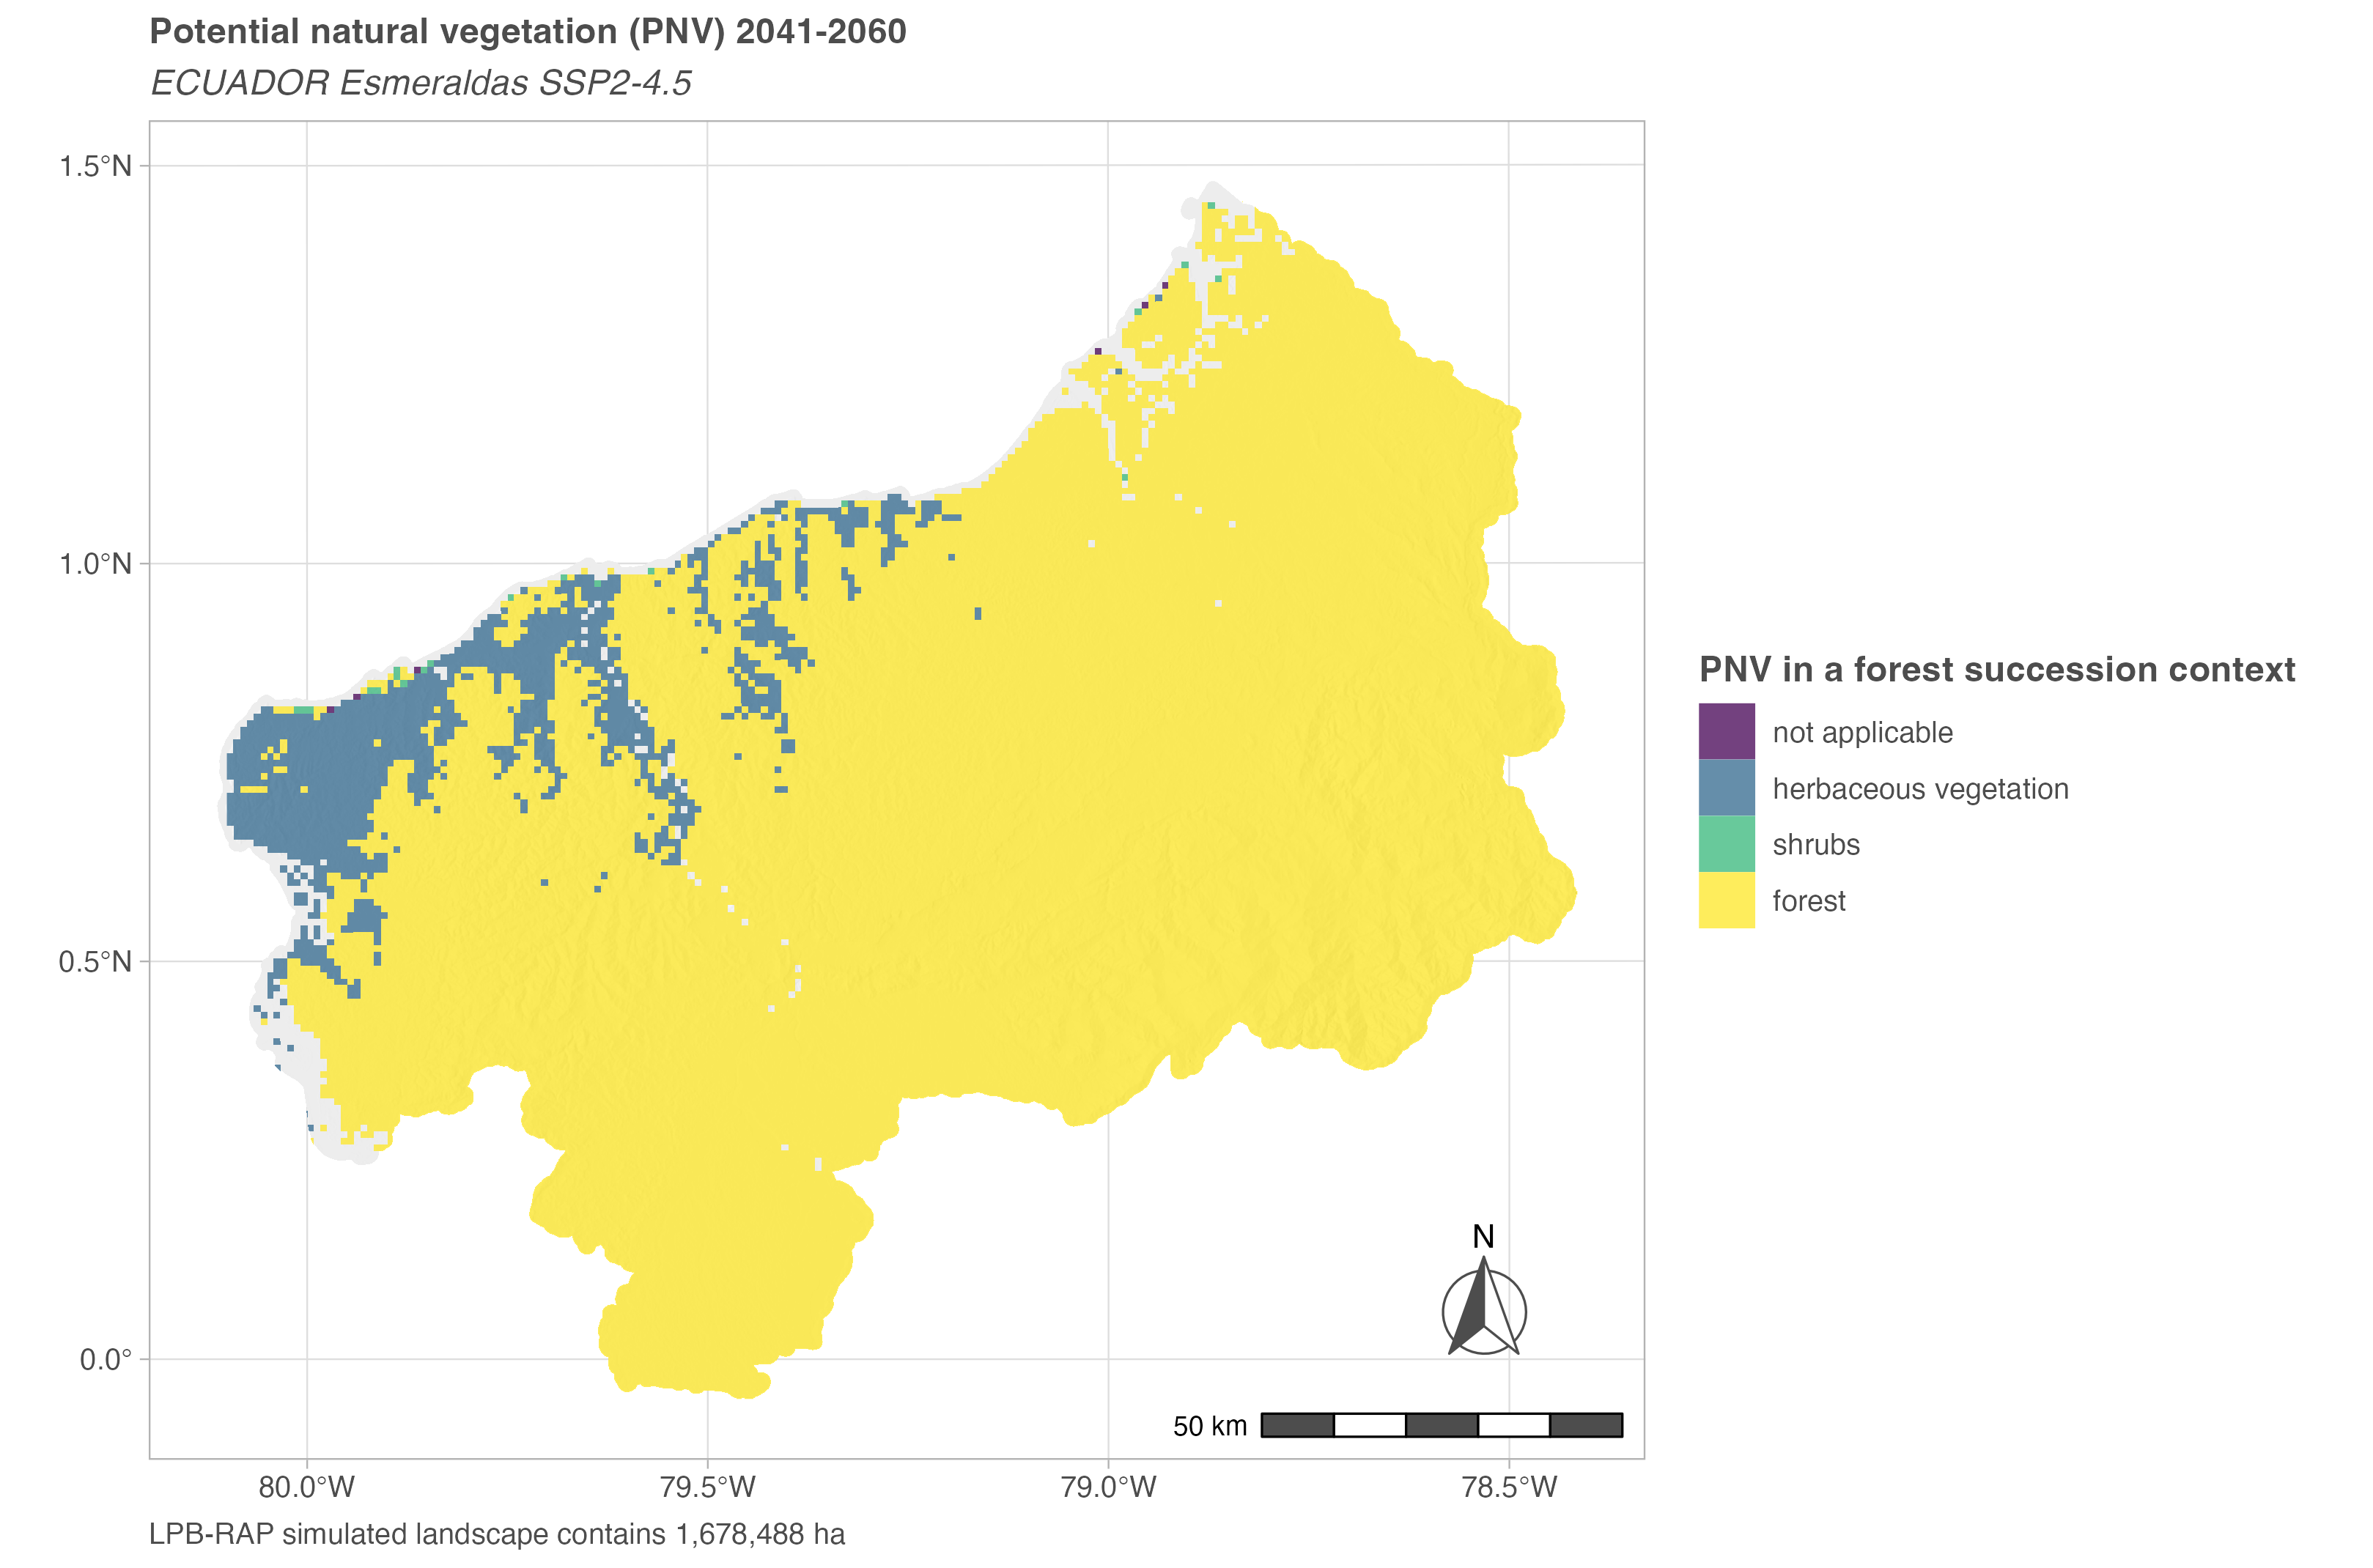 Potential natural vegetation (PNV) 2041-2060
ECUADOR Esmeraldas SSP2-4.5
1.5°N
1.0°N
0.5°N
0.0°
80.0°W
79.5°W
79.0°W
78.5°W
N
50 km
PNV in a forest succession context
not applicable
herbaceous vegetation
shrubs
forest
LPB-RAP simulated landscape contains 1,678,488 ha